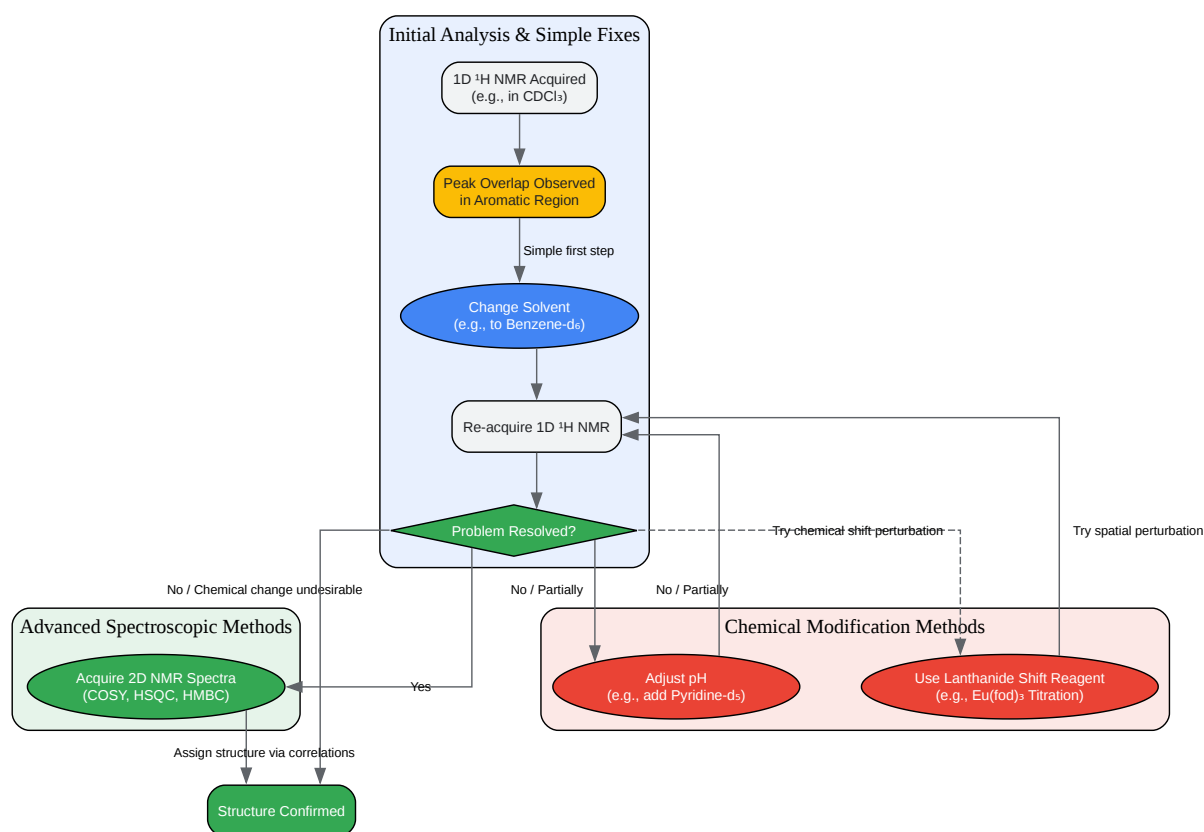 Initial Analysis & Simple Fixes
1D ¹H NMR Acquired
(e.g., in CDCl₃)
Peak Overlap Observed
in Aromatic Region
Simple first step
Change Solvent
(e.g., to Benzene-d₆)
Re-acquire 1D ¹H NMR
Problem Resolved?
Try chemical shift perturbation
Try spatial perturbation
No / Chemical change undesirable
No / Partially
No / Partially
Advanced Spectroscopic Methods
Chemical Modification Methods
Acquire 2D NMR Spectra
(COSY, HSQC, HMBC)
Yes
Adjust pH
(e.g., add Pyridine-d₅)
Use Lanthanide Shift Reagent
(e.g., Eu(fod)₃ Titration)
Assign structure via correlations
Structure Confirmed